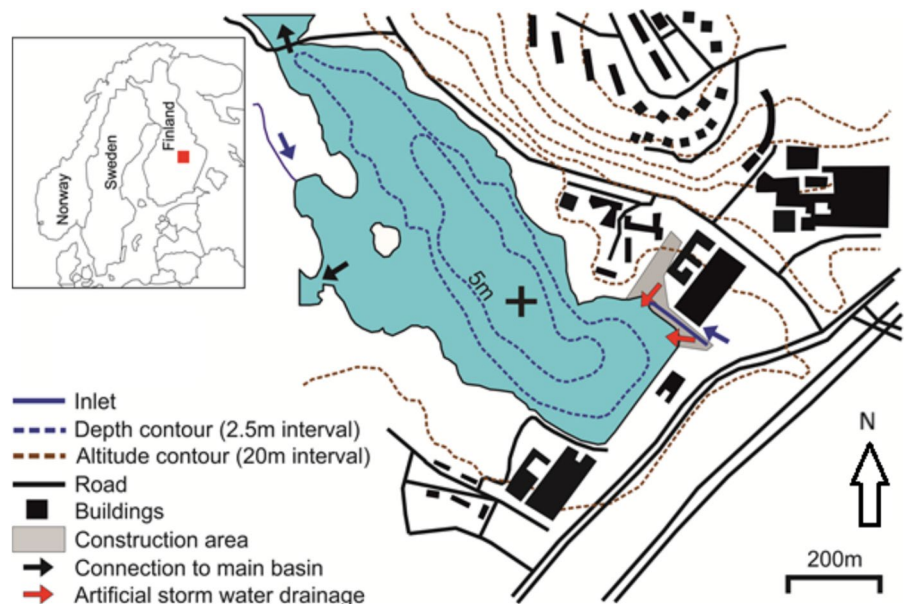 Norway
Sweden
Finland
5m
Inlet
Depth contour (2.5m interval)
Altitude contour (20m interval)
Road
Buildings
Construction area
Connection to main basin
Artificial storm water drainage
N
200m